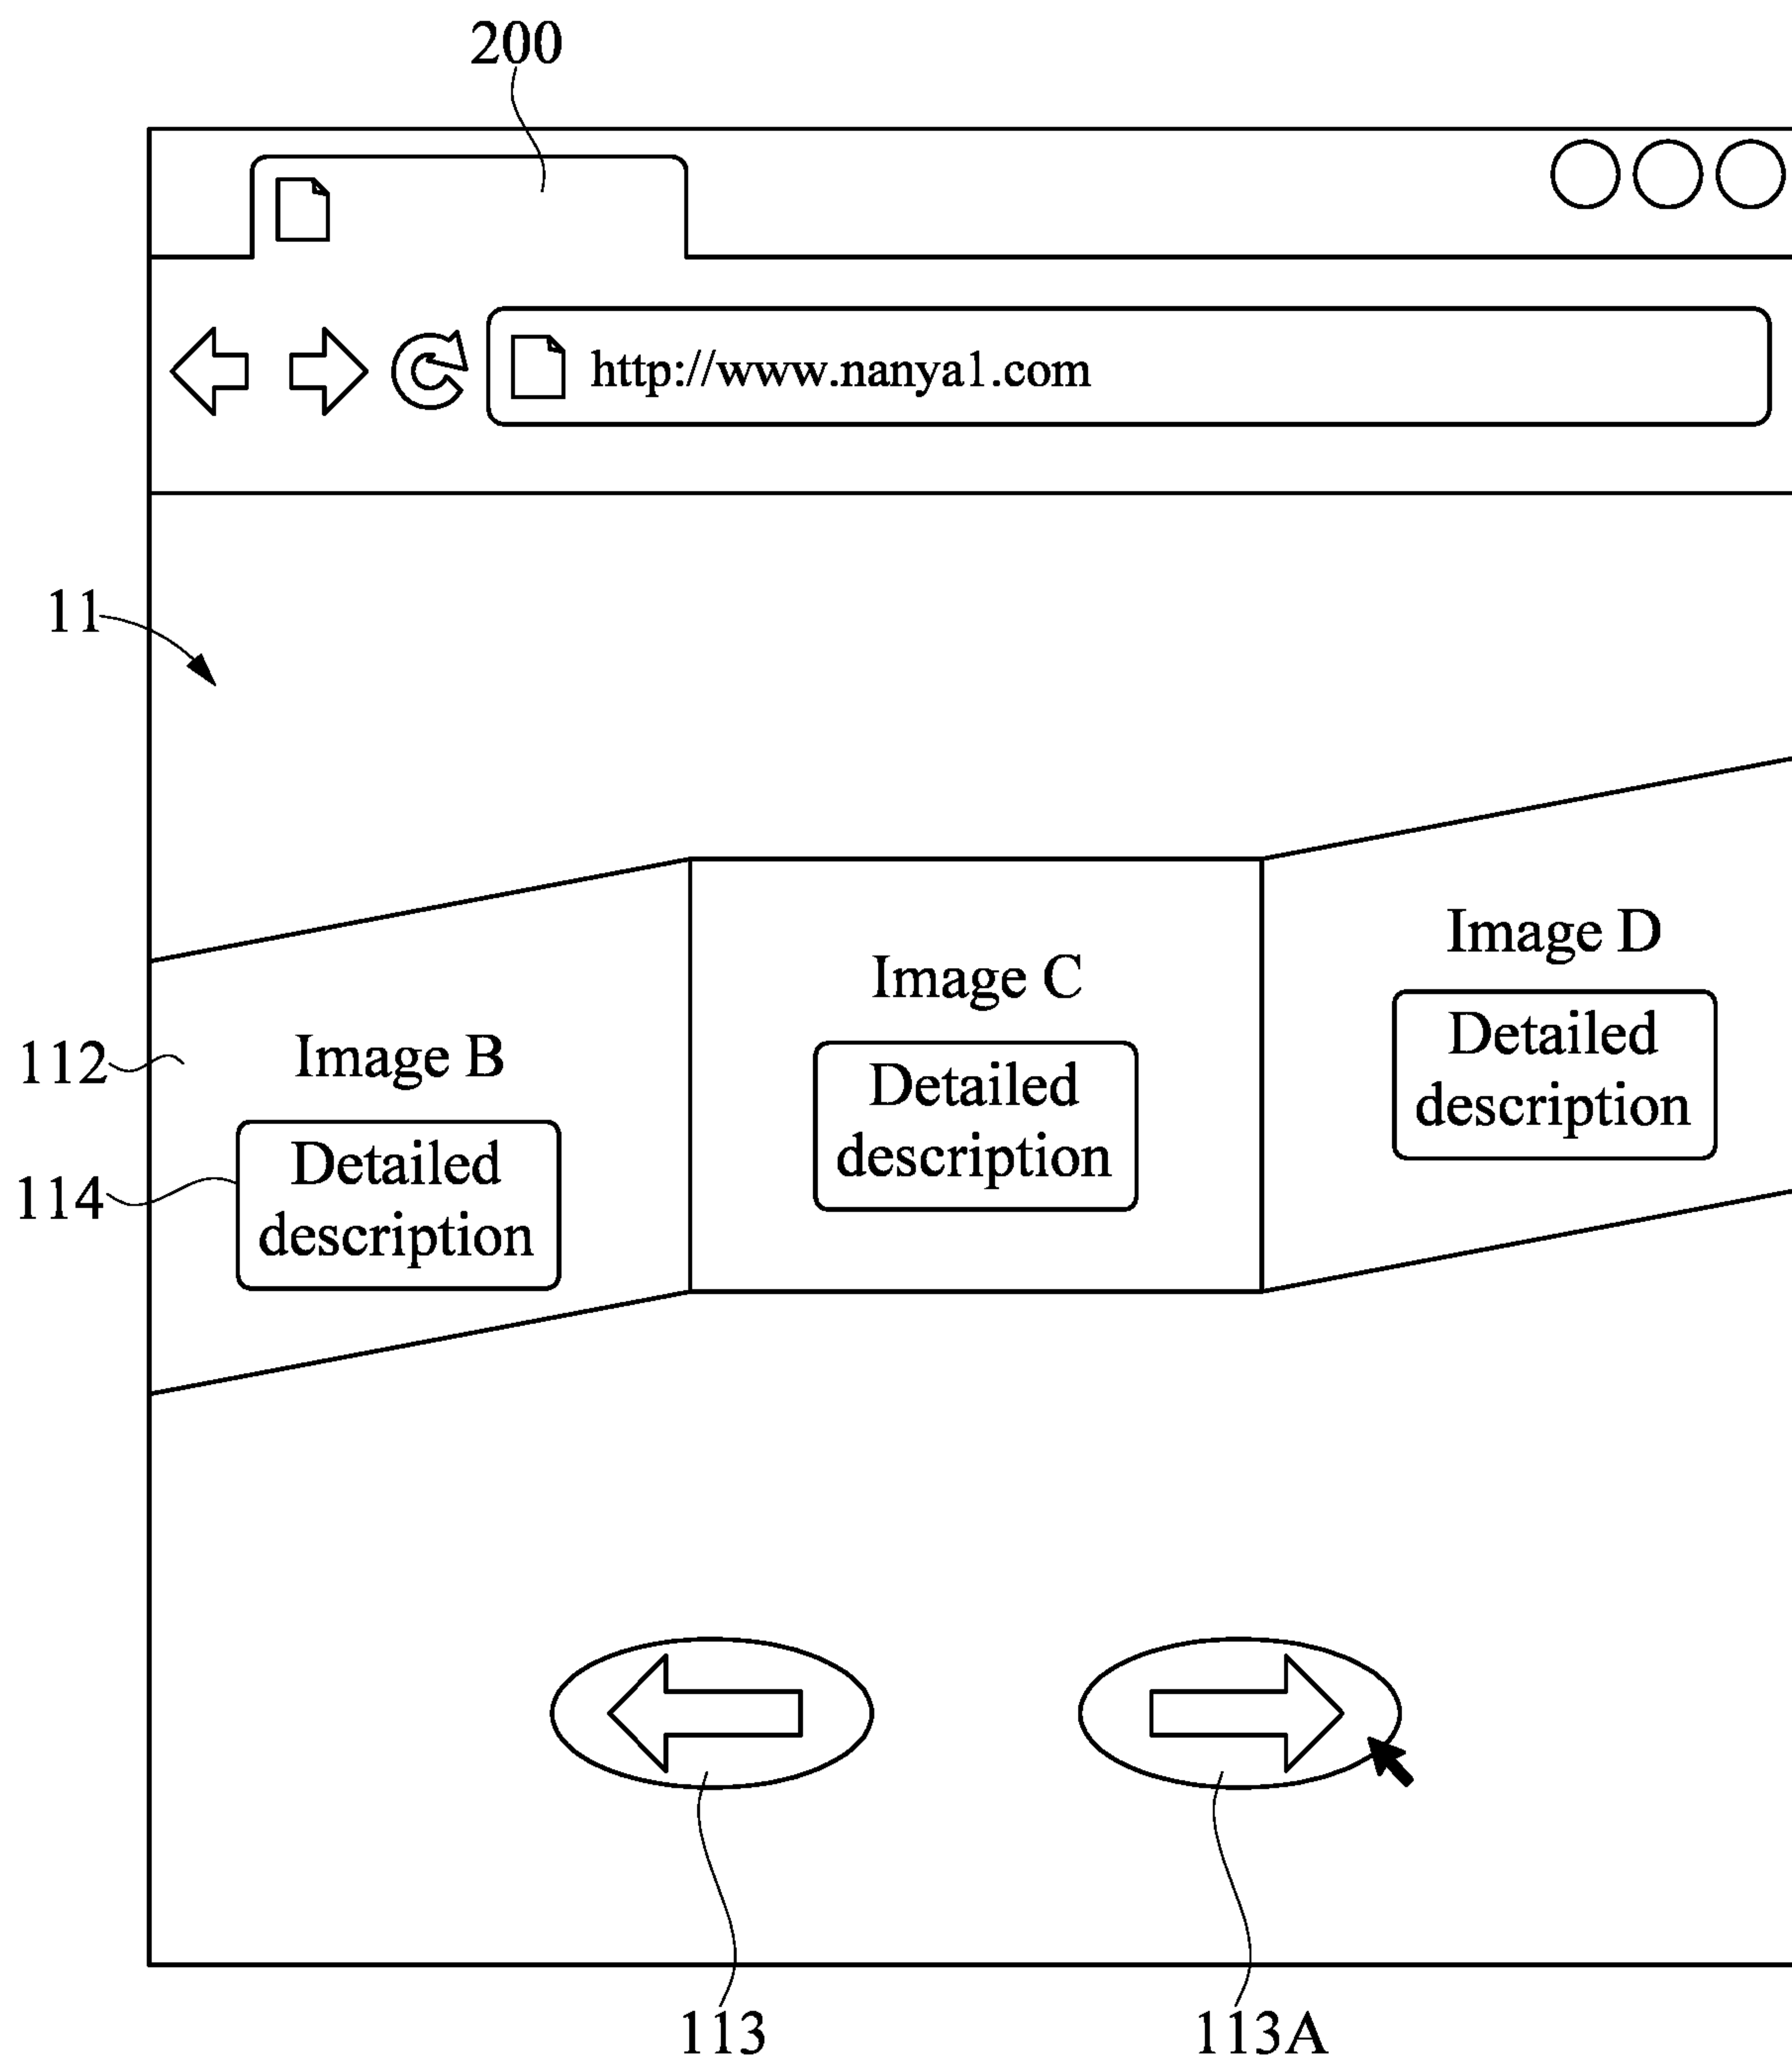 200
http://www.nanya1.com
11
Image D
Image C
Detailed
description
Image B
Detailed
description
112
Detailed
description
114
113
113A